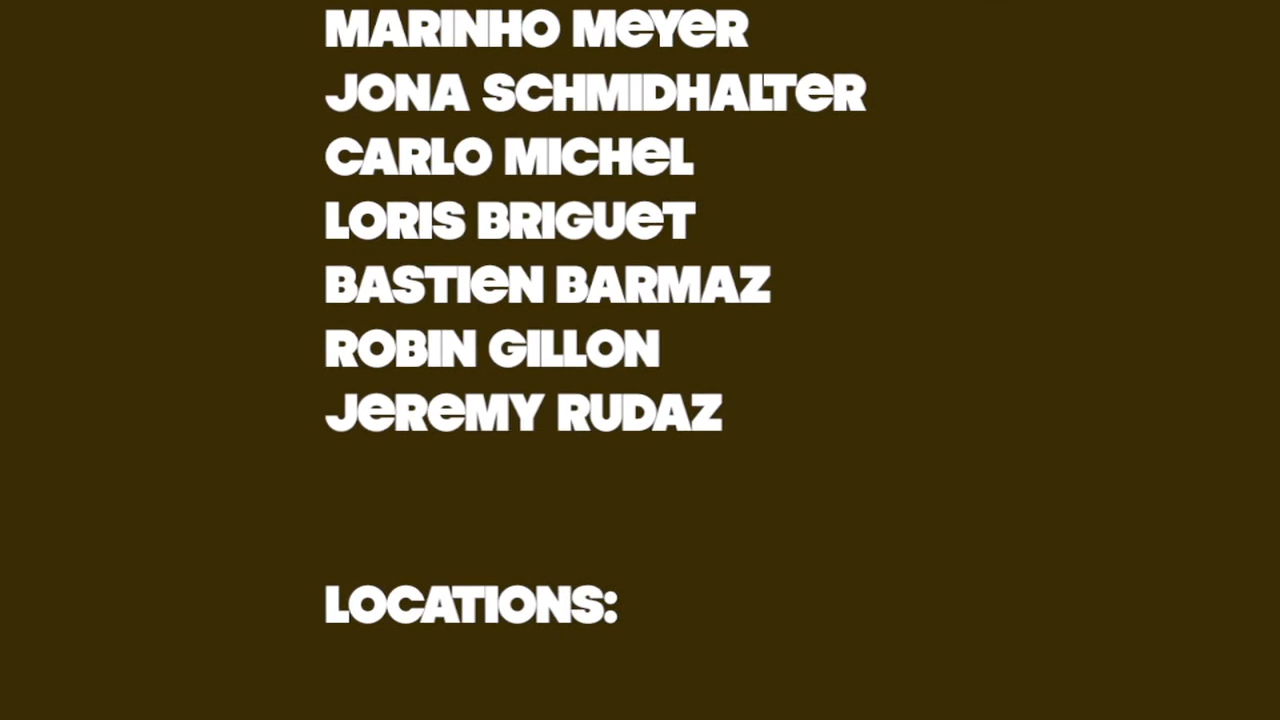 MARINHO MeYeR
JONA SCHMIDHALTeR
CARLO MICHeL
LORIS BRIGUeT
BASTIeN BARMAZ
ROBIN GILLON
JeReMY RUDAZ
LOCATIONS: